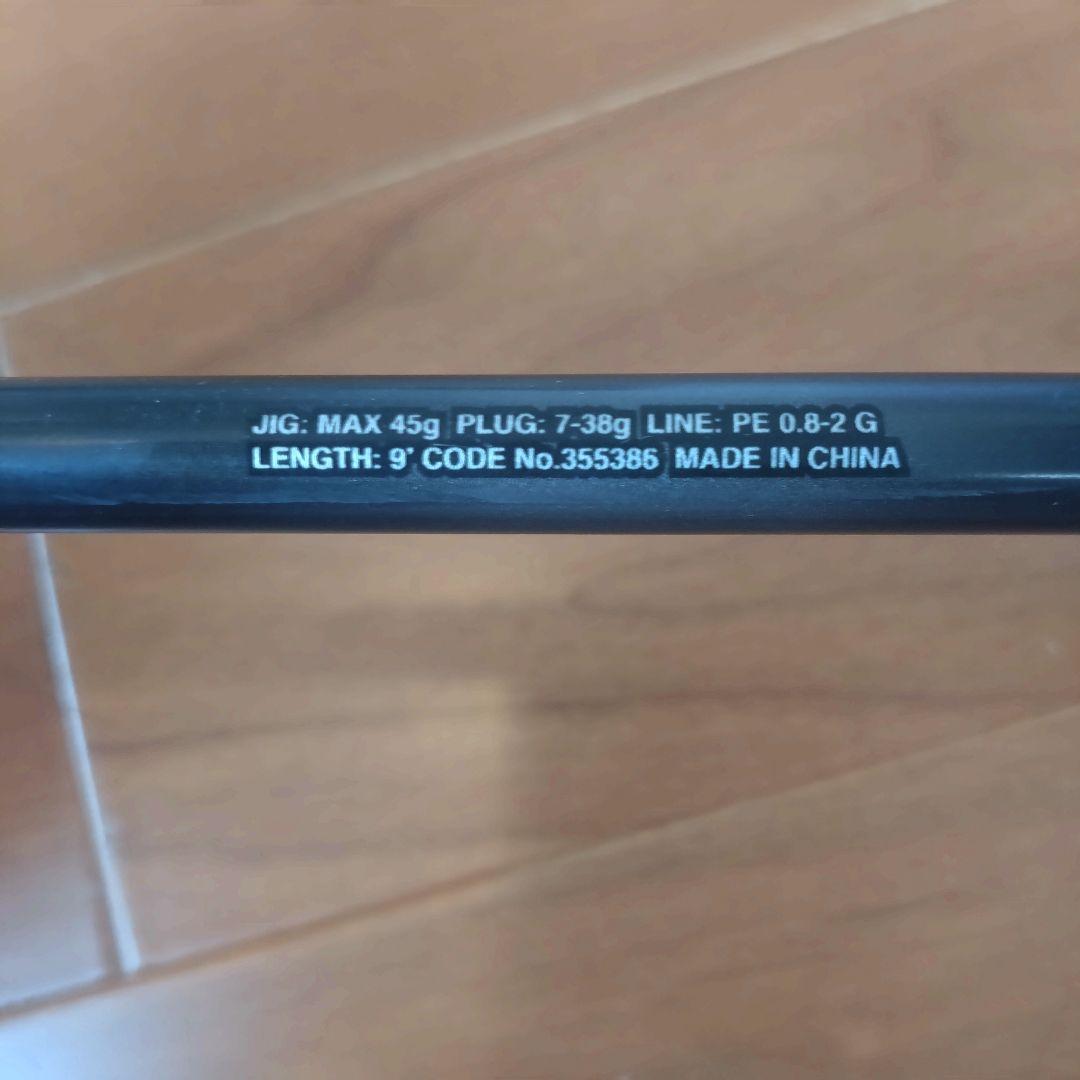 JIG: MAX 45g PLUG: 7-38g LINE: PE 0.8-2 G
LENGTH: 9' CODE No.355386 MADE IN CHINA